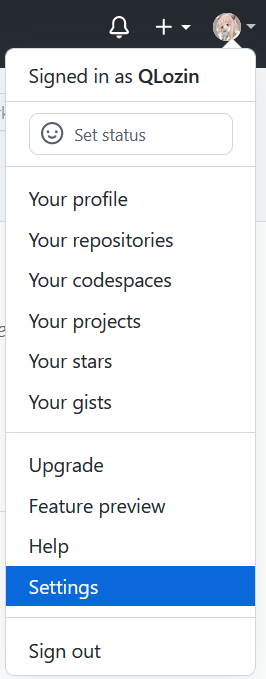 Signed in as QLozin
Set status
Your profile
Your repositories
Your codespaces
Your projects
Your stars
Your gists
Upgrade
Feature preview
Help
Settings
Sign out